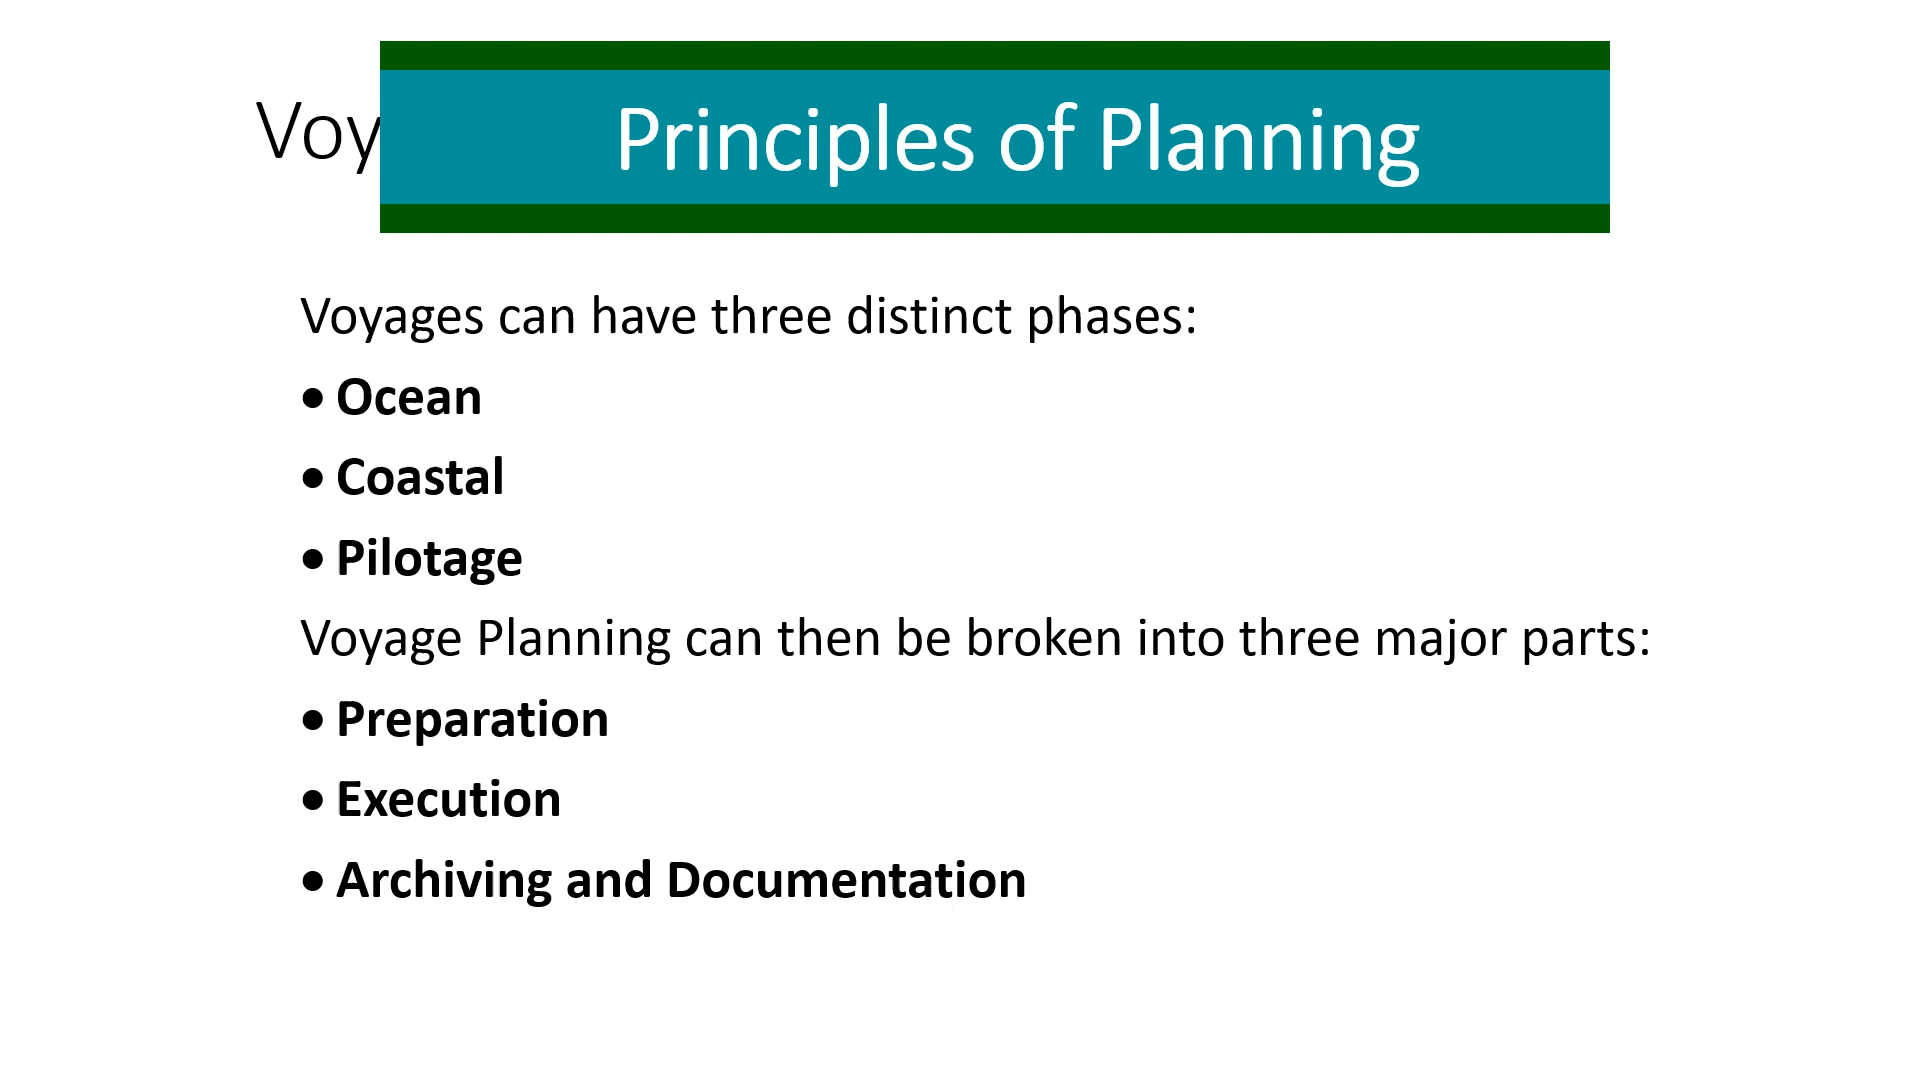 Voy
Principles of Planning
Voyages can have three distinct phases:
• Ocean
• Coastal
• Pilotage
Voyage Planning can then be broken into three major parts:
• Preparation
• Execution
• Archiving and Documentation